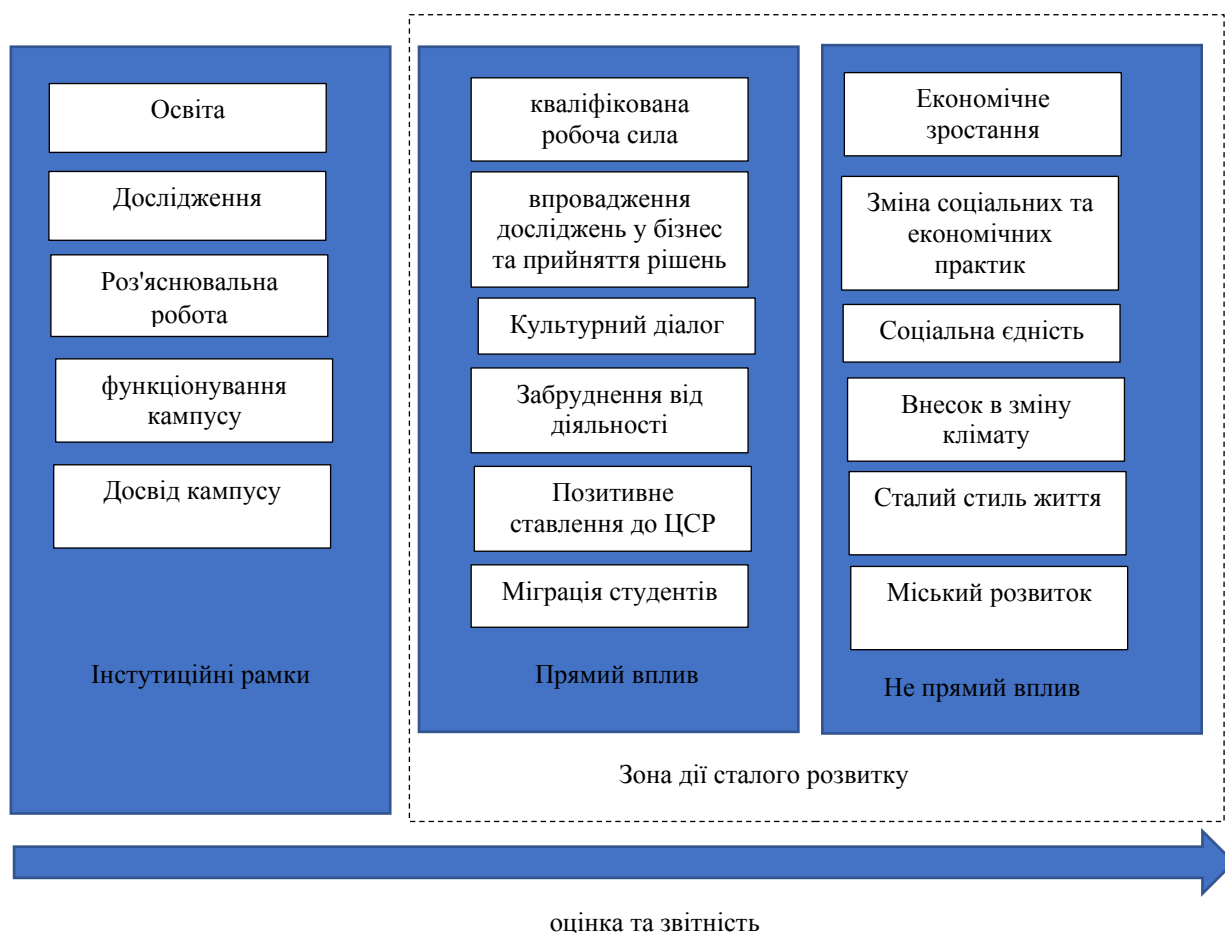 Освіта
Дослідження
Роз'яснювальна
робота
функціонування
кампусу
Досвід кампусу
Інстутиційні рамки
кваліфікована
робоча сила
впровадження
досліджень у бізнес
та прийняття рішень
Культурний діалог
Забруднення від
діяльності
Позитивне
ставлення до ЦСР
Міграція студентів
Прямий вплив
Економічне
зростання
Зміна соціальних та
економічних
практик
Соціальна єдність
Внесок в зміну
клімату
Сталий стиль життя
Міський розвиток
Не прямий вплив
Зона дії сталого розвитку
оцінка та звітність